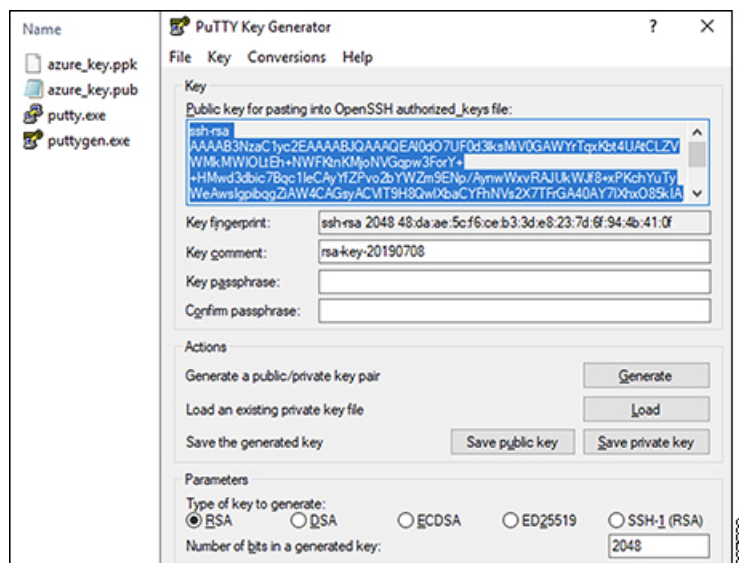 Name
azure_key.ppk
azure_key.pub
putty.exe
puttygen.exe
PuTTY Key Generator
? ×
File Key Conversions Help
Key
Public key for pasting into OpenSSH authorized_keys file:
ssh-rsa
Key fingerprint: ssh-rsa 2048 48:da:ae:5c:f6:ce:b3:3d:e8:23:7d:6f:94:4b:41:0f
Key comment: rsa-key-20190708
Key passphrase:
Confirm passphrase:
Actions
Generate a public/private key pair Generate
Load an existing private key file Load
Save the generated key Save public key Save private key
Parameters
Type of key to generate:
RSA DSA ECDSA ED25519 SSH-1 (RSA)
Number of bits in a generated key: 2048